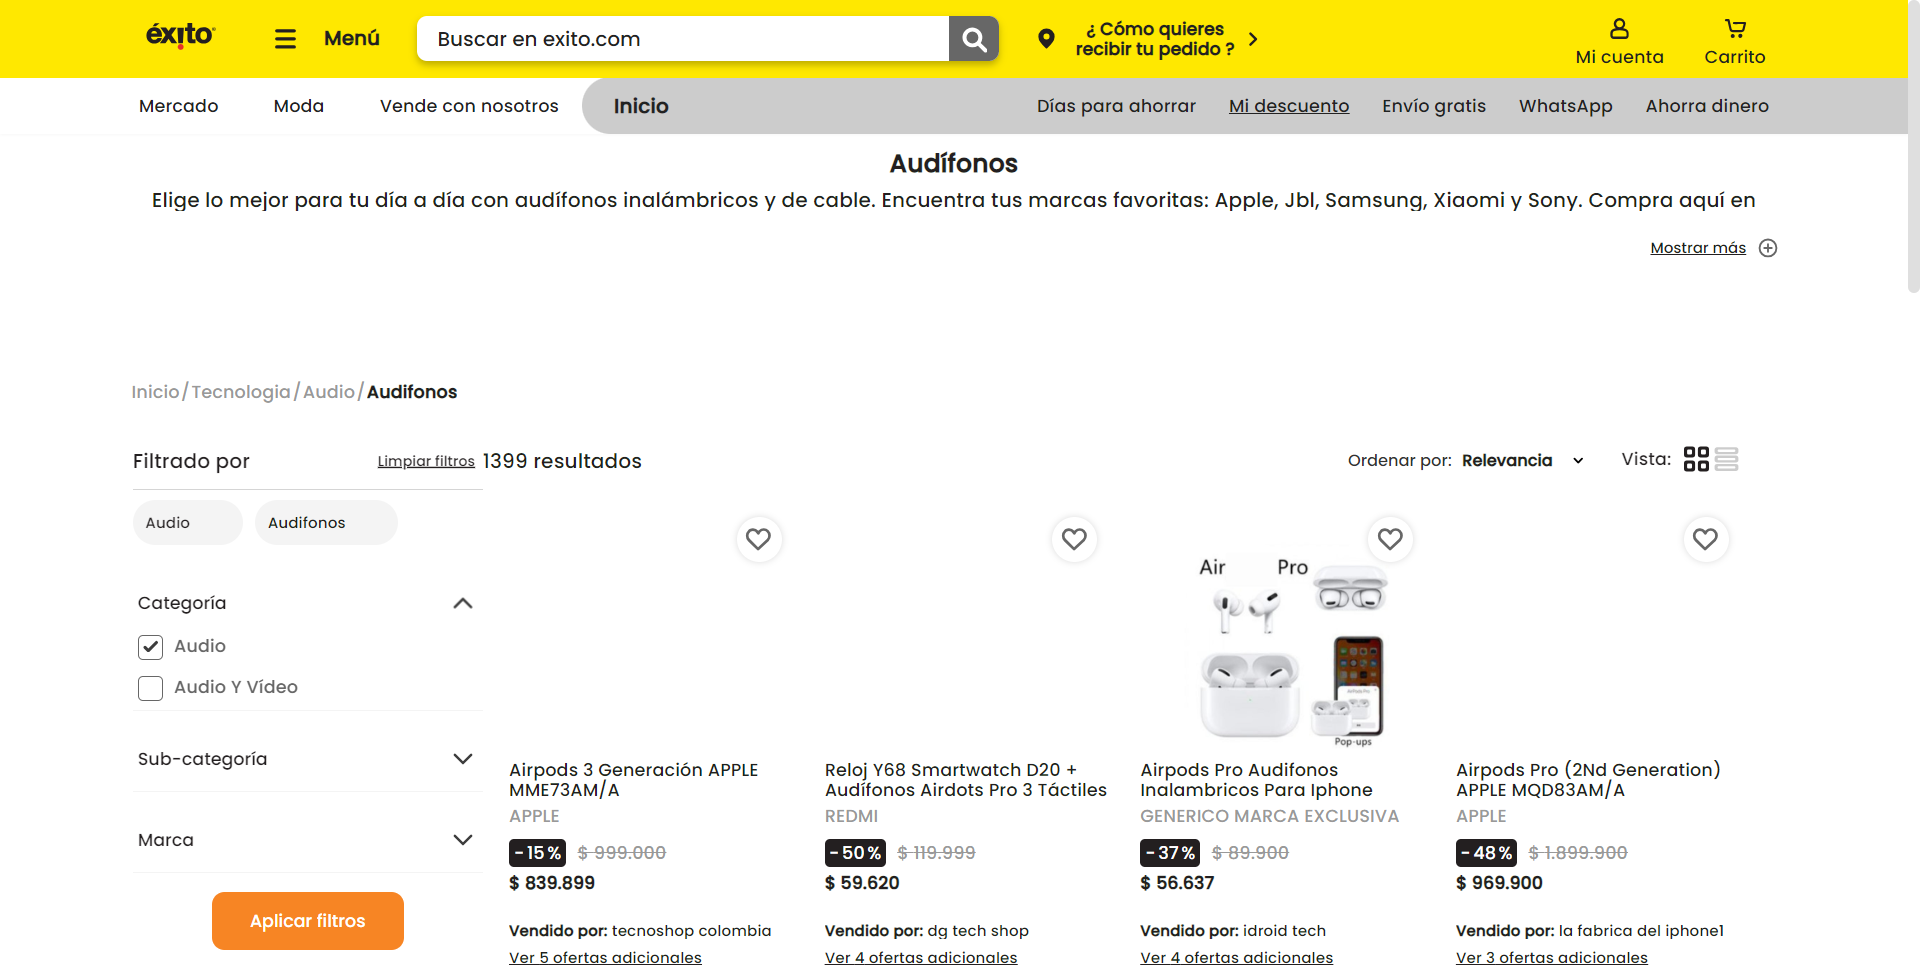 éxito
Menú
Buscar en exito.com
¿ Cómo quieres
recibir tu pedido ?
Mi cuenta
Carrito
Mercado
Moda
Vende con nosotros
Inicio
Días para ahorrar
Mi descuento
Envío gratis
WhatsApp
Ahorra dinero
Audífonos
Elige lo mejor para tu día a día con audífonos inalámbricos y de cable. Encuentra tus marcas favoritas: Apple, Jbl, Samsung, Xiaomi y Sony. Compra aquí en
Mostrar más
Inicio/Tecnologia/Audio/Audifonos
Filtrado por
Limpiar filtros
1399 resultados
Ordenar por: Relevancia
Vista:
Audio
Audifonos
Categoría
Audio
Audio Y Vídeo
Sub-categoría
Marca
Aplicar filtros
Airpods 3 Generación APPLE
MME73AM/A
APPLE
-15% $ 999.000
$ 839.899
Vendido por: tecnoshop colombia
Ver 5 ofertas adicionales
Reloj Y68 Smartwatch D20 +
Audífonos Airdots Pro 3 Táctiles
REDMI
-50% $ 119.999
$ 59.620
Vendido por: dg tech shop
Ver 4 ofertas adicionales
Air Pro
AirPods Pro
Pop-ups
Airpods Pro Audifonos
Inalambricos Para Iphone
GENERICO MARCA EXCLUSIVA
-37% $ 89.900
$ 56.637
Vendido por: idroid tech
Ver 4 ofertas adicionales
Airpods Pro (2Nd Generation)
APPLE MQD83AM/A
APPLE
-48% $ 1.899.900
$ 969.900
Vendido por: la fabrica del iphone1
Ver 3 ofertas adicionales